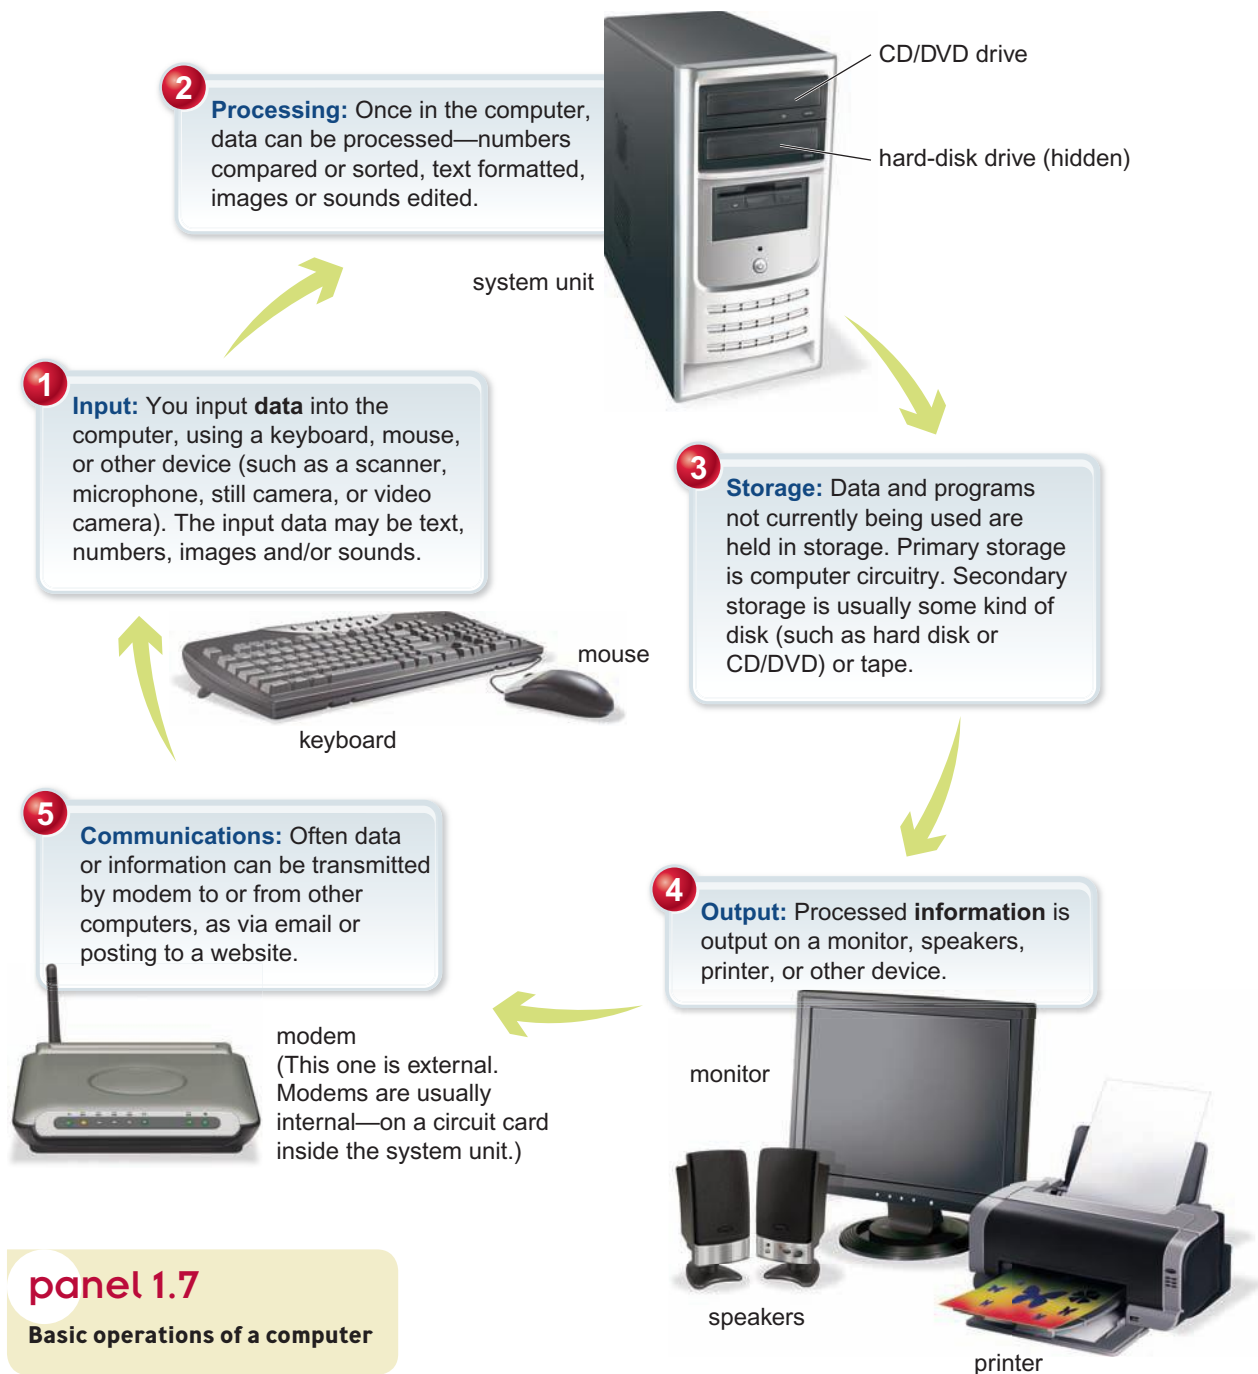 CD/DVD drive
hard-disk drive (hidden)
2
Processing: Once in the computer,
data can be processed—numbers
compared or sorted, text formatted,
images or sounds edited.
system unit
1
Input: You input data into the
computer, using a keyboard, mouse,
or other device (such as a scanner,
microphone, still camera, or video
camera). The input data may be text,
numbers, images and/or sounds.
mouse
keyboard
3
Storage: Data and programs
not currently being used are
held in storage. Primary storage
is computer circuitry. Secondary
storage is usually some kind of
disk (such as hard disk or
CD/DVD) or tape.
4
Output: Processed information is
output on a monitor, speakers,
printer, or other device.
monitor
speakers
printer
5
Communications: Often data
or information can be transmitted
by modem to or from other
computers, as via email or
posting to a website.
modem
(This one is external.
Modems are usually
internal—on a circuit card
inside the system unit.)
panel 1.7
Basic operations of a computer